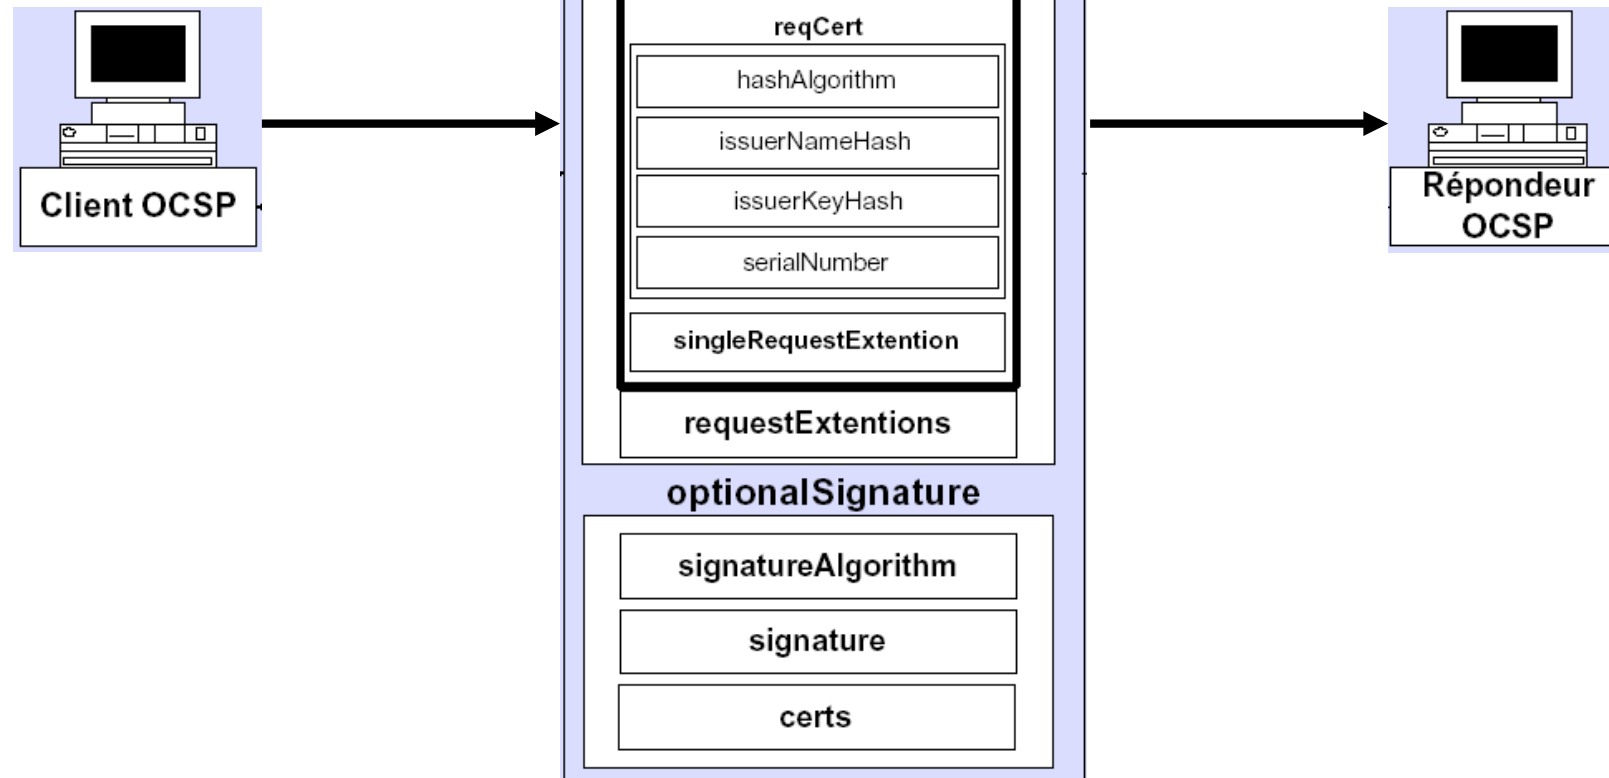 reqCert
hashAlgorithm
issuerNameHash
issuerKeyHash
serialNumber
singleRequestExtention
requestExtentions
optionalSignature
signatureAlgorithm
signature
certs
Client OCSP
Répondeur
OCSP